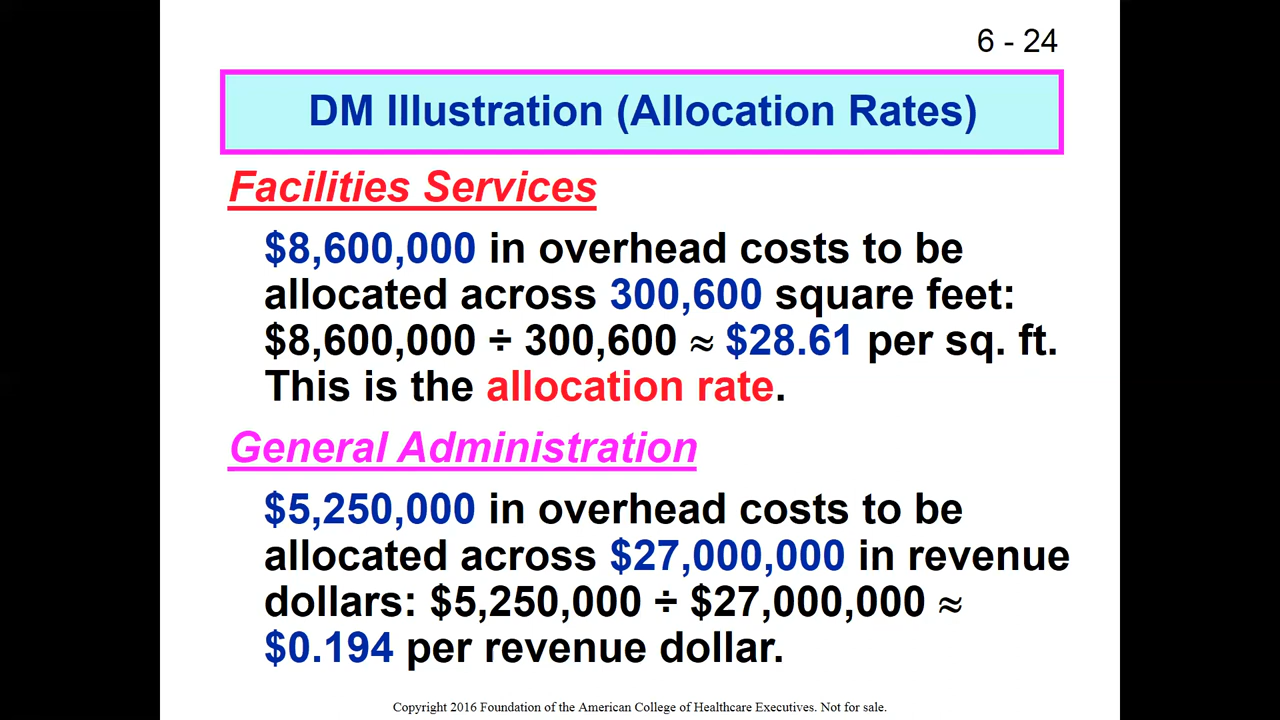 6 - 24
DM Illustration (Allocation Rates)
Facilities Services
$8,600,000 in overhead costs to be
allocated across 300,600 square feet:
$8,600,000 ÷ 300,600 ≈ $28.61 per sq. ft.
This is the allocation rate.
General Administration
$5,250,000 in overhead costs to be
allocated across $27,000,000 in revenue
dollars: $5,250,000 ÷ $27,000,000 ≈
$0.194 per revenue dollar.
Copyright 2016 Foundation of the American College of Healthcare Executives. Not for sale.